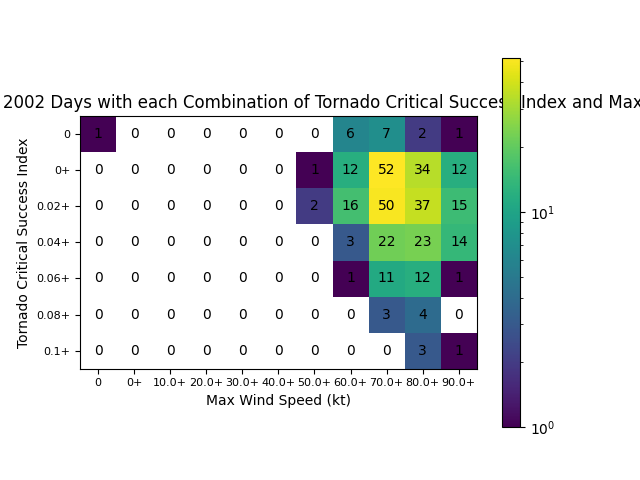 2002 Days with each Combination of Tornado Critical Success Index and Max
0 1 0 0 0 0 0 0 6 7 2 1
0+ 0 0 0 0 0 0 1 12 52 34 12
0.02+ 0 0 0 0 0 0 2 16 50 37 15
0.04+ 0 0 0 0 0 0 0 3 22 23 14
0.06+ 0 0 0 0 0 0 0 1 11 12 1
0.08+ 0 0 0 0 0 0 0 0 3 4 0
0.1+ 0 0 0 0 0 0 0 0 0 3 1
0 0+ 10.0+ 20.0+ 30.0+ 40.0+ 50.0+ 60.0+ 70.0+ 80.0+ 90.0+
Max Wind Speed (kt)
Tornado Critical Success Index
10¹
10⁰